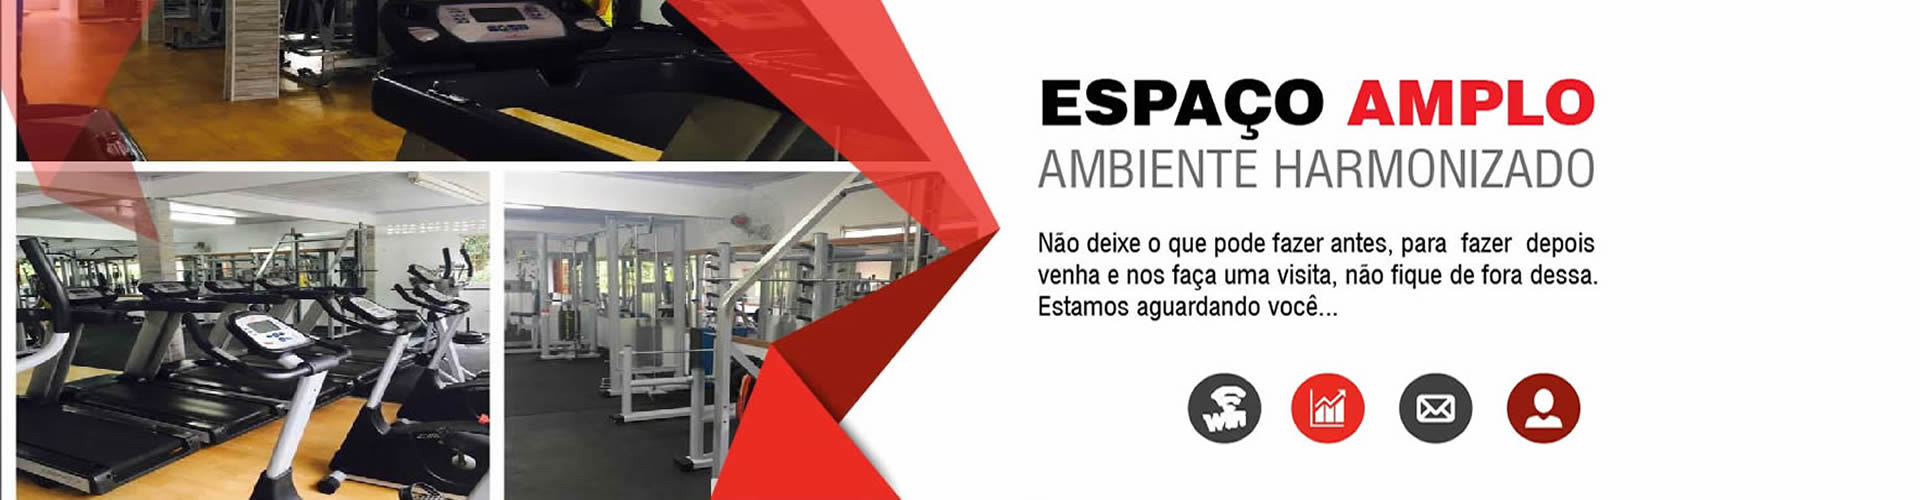 ESPAÇO AMPLO
AMBIENTE HARMONIZADO
Não deixe o que pode fazer antes, para fazer depois
venha e nos faça uma visita, não fique de fora dessa.
Estamos aguardando você...